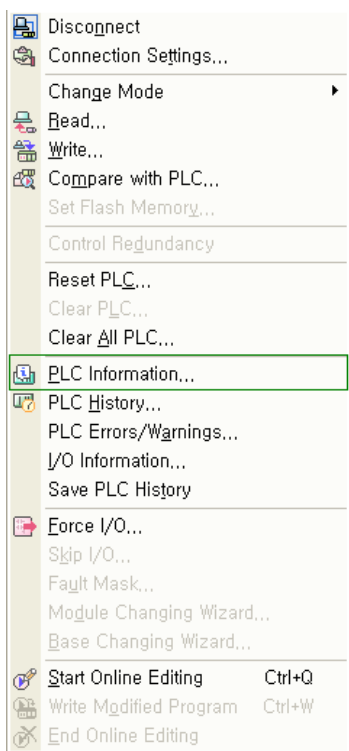 Disconnect
Connection Settings...
Change Mode
Read...
Write...
Compare with PLC...
Set Flash Memory...
Control Redundancy
Reset PLC...
Clear PLC...
Clear All PLC...
PLC Information...
PLC History...
PLC Errors/Warnings...
I/O Information...
Save PLC History
Force I/O...
Skip I/O...
Fault Mask...
Module Changing Wizard...
Base Changing Wizard...
Start Online Editing Ctrl+Q
Write Modified Program Ctrl+W
End Online Editing